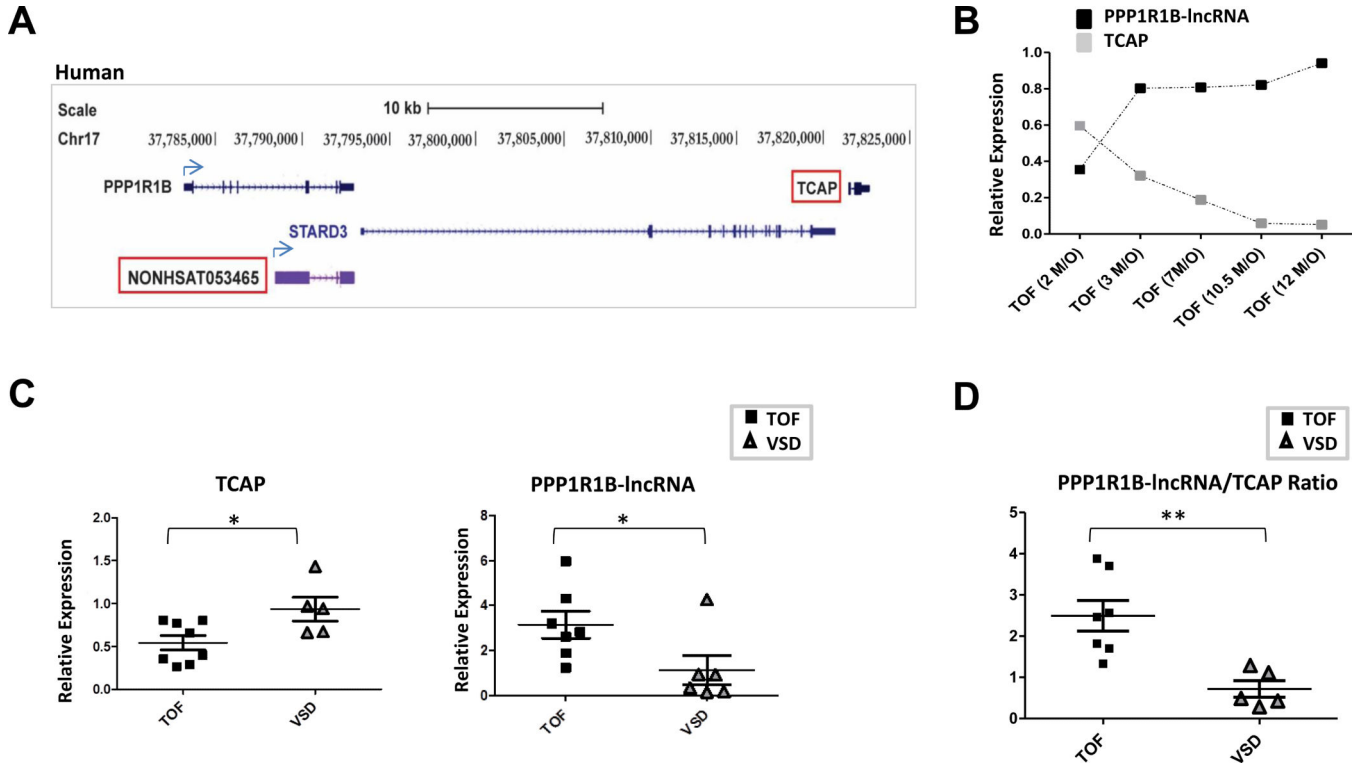 A
Human
Scale
10 kb
Chr17
37,785,000 37,790,000 37,795,000 37,800,000 37,805,000 37,810,000 37,815,000 37,820,000 37,825,000
PPP1R1B
TCAP
STARD3
NONHSAT053465
B
PPP1R1B-lncRNA
TCAP
Relative Expression
1.0
0.8
0.6
0.4
0.2
0.0
TOF (2 M/O)
TOF (3 M/O)
TOF (7M/O)
TOF (10.5 M/O)
TOF (12 M/O)
C
TOF
VSD
TCAP
*
Relative Expression
2.0
1.5
1.0
0.5
0.0
TOF
VSD
PPP1R1B-lncRNA
*
Relative Expression
8
6
4
2
0
TOF
VSD
D
TOF
VSD
PPP1R1B-lncRNA/TCAP Ratio
**
5
4
3
2
1
0
TOF
VSD